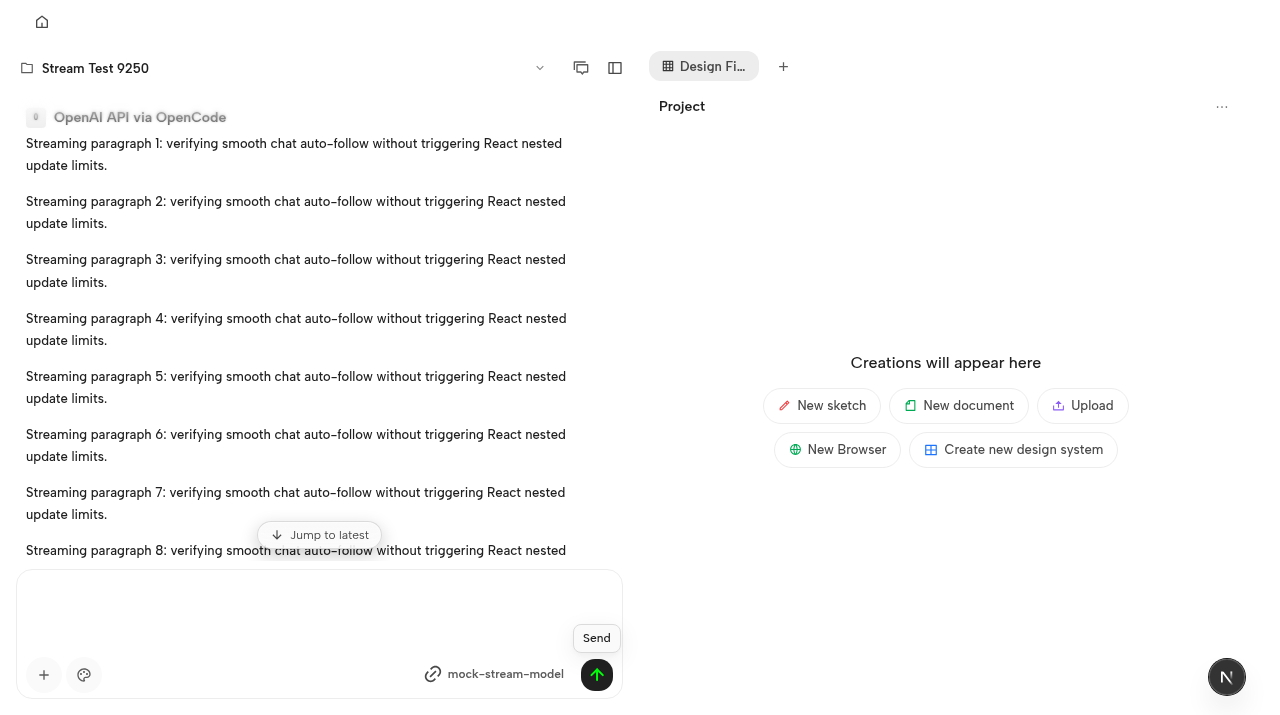 Stream Test 9250
Design Fi...
Project
OpenAI API via OpenCode
Streaming paragraph 1: verifying smooth chat auto-follow without triggering React nested
update limits.
Streaming paragraph 2: verifying smooth chat auto-follow without triggering React nested
update limits.
Streaming paragraph 3: verifying smooth chat auto-follow without triggering React nested
update limits.
Streaming paragraph 4: verifying smooth chat auto-follow without triggering React nested
update limits.
Streaming paragraph 5: verifying smooth chat auto-follow without triggering React nested
update limits.
Streaming paragraph 6: verifying smooth chat auto-follow without triggering React nested
update limits.
Streaming paragraph 7: verifying smooth chat auto-follow without triggering React nested
update limits.
Jump to latest
Streaming paragraph 8: verifying smooth chat auto-follow without triggering React nested
Send
mock-stream-model
Creations will appear here
New sketch
New document
Upload
New Browser
Create new design system
N